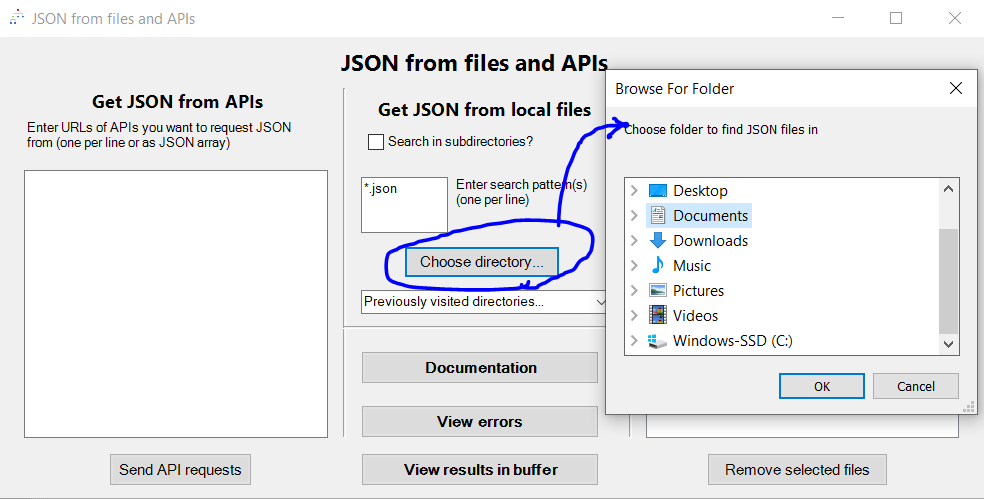 JSON from files and APIs
JSON from files and APIs
Get JSON from APIs
Enter URLs of APIs you want to request JSON
from (one per line or as JSON array)
Send API requests
Get JSON from local files
Search in subdirectories?
*.json
Enter search pattern(s)
(one per line)
Choose directory...
Previously visited directories...
Documentation
View errors
View results in buffer
Browse For Folder
Choose folder to find JSON files in
Desktop
Documents
Downloads
Music
Pictures
Videos
Windows-SSD (C:)
OK
Cancel
Remove selected files